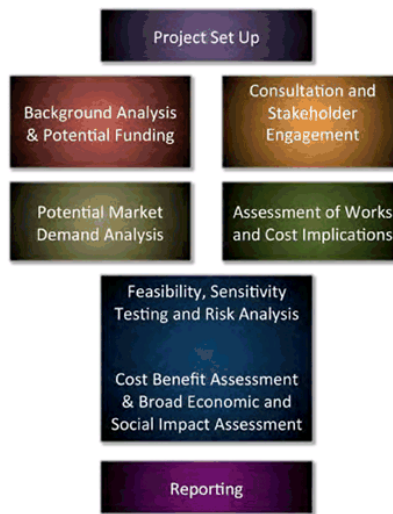 Project Set Up
Background Analysis
& Potential Funding
Consultation and
Stakeholder
Engagement
Potential Market
Demand Analysis
Assessment of Works
and Cost Implications
Feasibility, Sensitivity
Testing and Risk Analysis
Cost Benefit Assessment
& Broad Economic and
Social Impact Assessment
Reporting